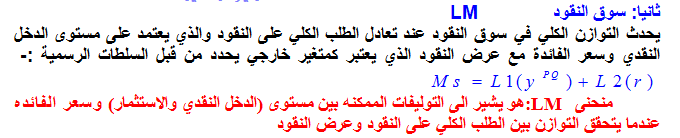 ثانيا: سوق النقود LM
يحدث التوازن الكلي في سوق النقود عند تعادل الطلب الكلي على النقود والذي يعتمد على مستوى الدخل
النقدي وسعر الفائدة مع عرض النقود الذي يعتبر كمتغير خارجي يحدد من قبل السلطات الرسمية :-
Ms = L1(y ᴾQ) + L2(r)
منحنى LM:هو يشير الى التوليفات الممكنه بين مستوى (الدخل النقدي والاستثمار) وسعر الفائده
عندما يتحقق التوازن بين الطلب الكلي على النقود وعرض النقود